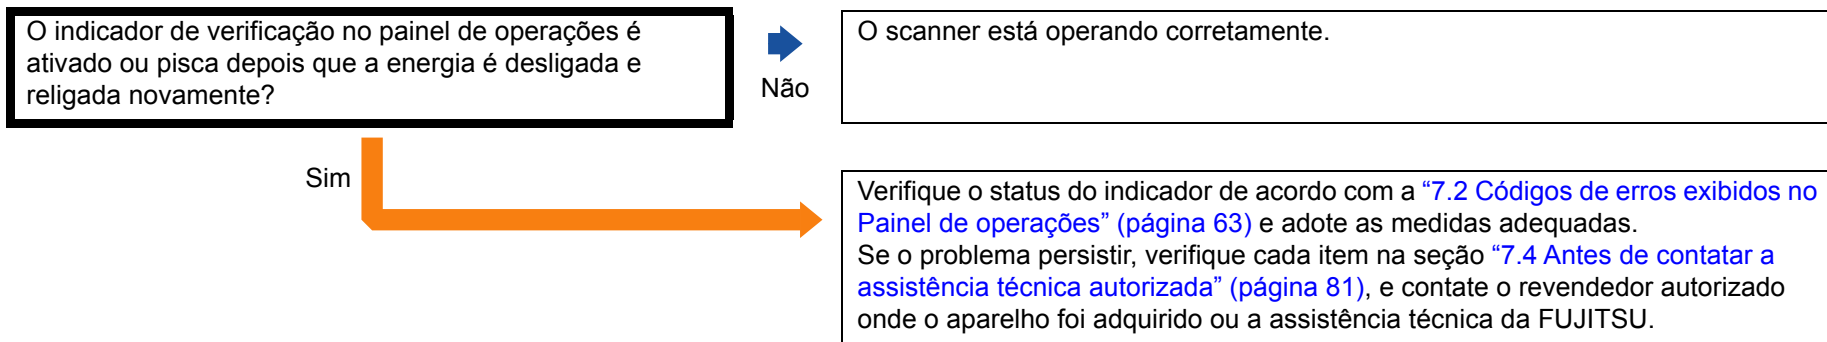 O indicador de verificação no painel de operações é
ativado ou pisca depois que a energia é desligada e
religada novamente?
Não
O scanner está operando corretamente.
Sim
Verifique o status do indicador de acordo com a “7.2 Códigos de erros exibidos no
Painel de operações” (página 63) e adote as medidas adequadas.
Se o problema persistir, verifique cada item na seção “7.4 Antes de contatar a
assistência técnica autorizada” (página 81), e contate o revendedor autorizado
onde o aparelho foi adquirido ou a assistência técnica da FUJITSU.